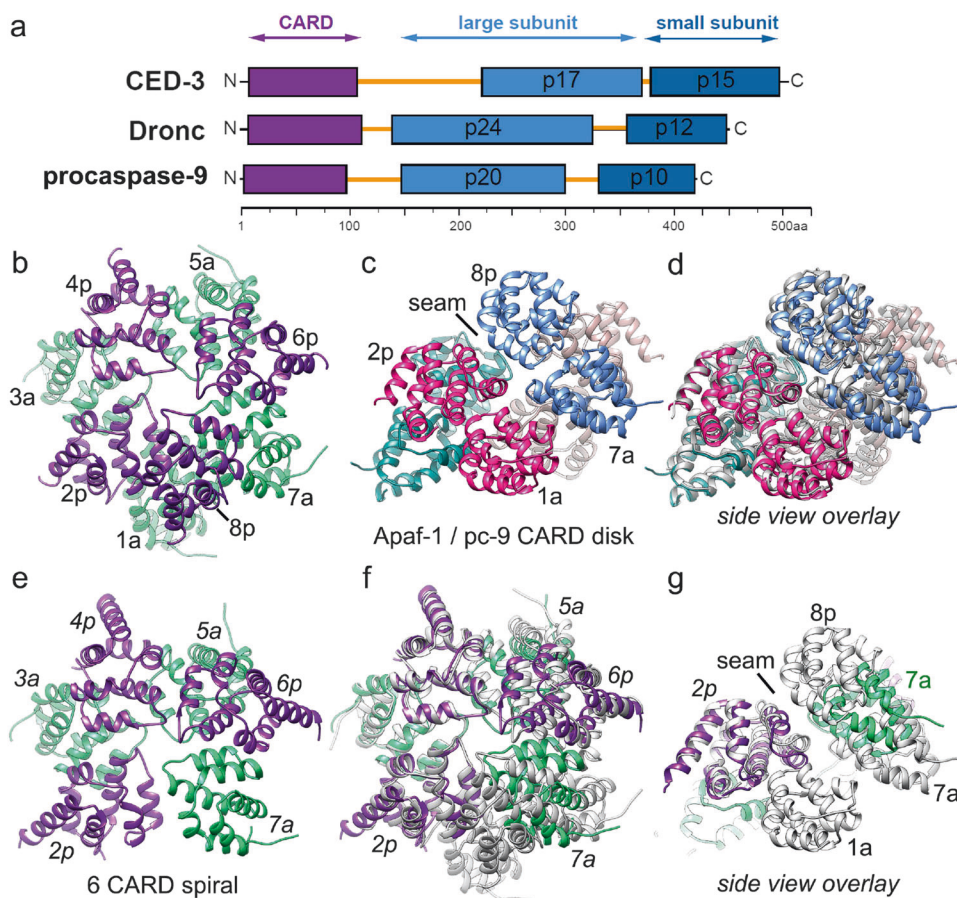 a
CARD large subunit small subunit
CED-3 N p17 p15 C
Dronc N p24 p12 C
procaspase-9 N p20 p10 C
1 100 200 300 400 500aa
b
4p
5a
6p
3a
2p
7a
1a
8p
c
8p
seam
2p
7a
1a
Apaf-1 / pc-9 CARD disk
d
side view overlay
e
4p
5a
3a
6p
2p
7a
6 CARD spiral
f
5a
6p
2p
7a
g
8p
seam
2p
7a
7a
1a
side view overlay